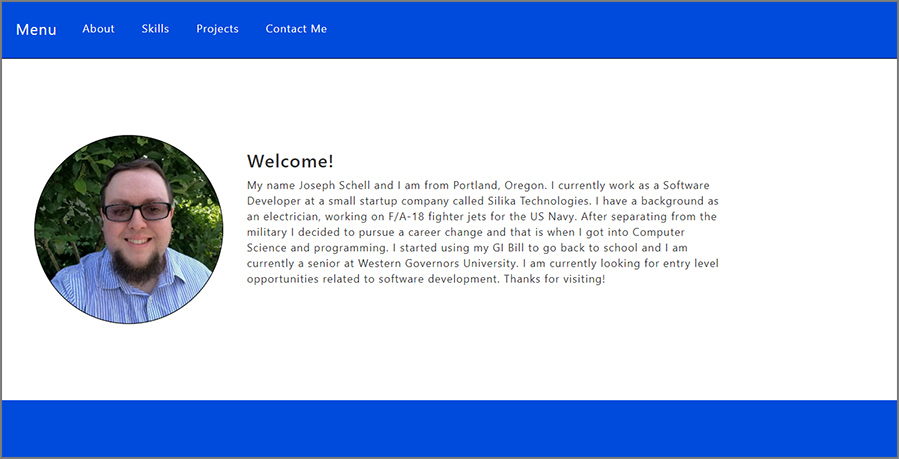 Menu About Skills Projects Contact Me
Welcome!
My name Joseph Schell and I am from Portland, Oregon. I currently work as a Software
Developer at a small startup company called Silika Technologies. I have a background as
an electrician, working on F/A-18 fighter jets for the US Navy. After separating from the
military I decided to pursue a career change and that is when I got into Computer
Science and programming. I started using my GI Bill to go back to school and I am
currently a senior at Western Governors University. I am currently looking for entry level
opportunities related to software development. Thanks for visiting!